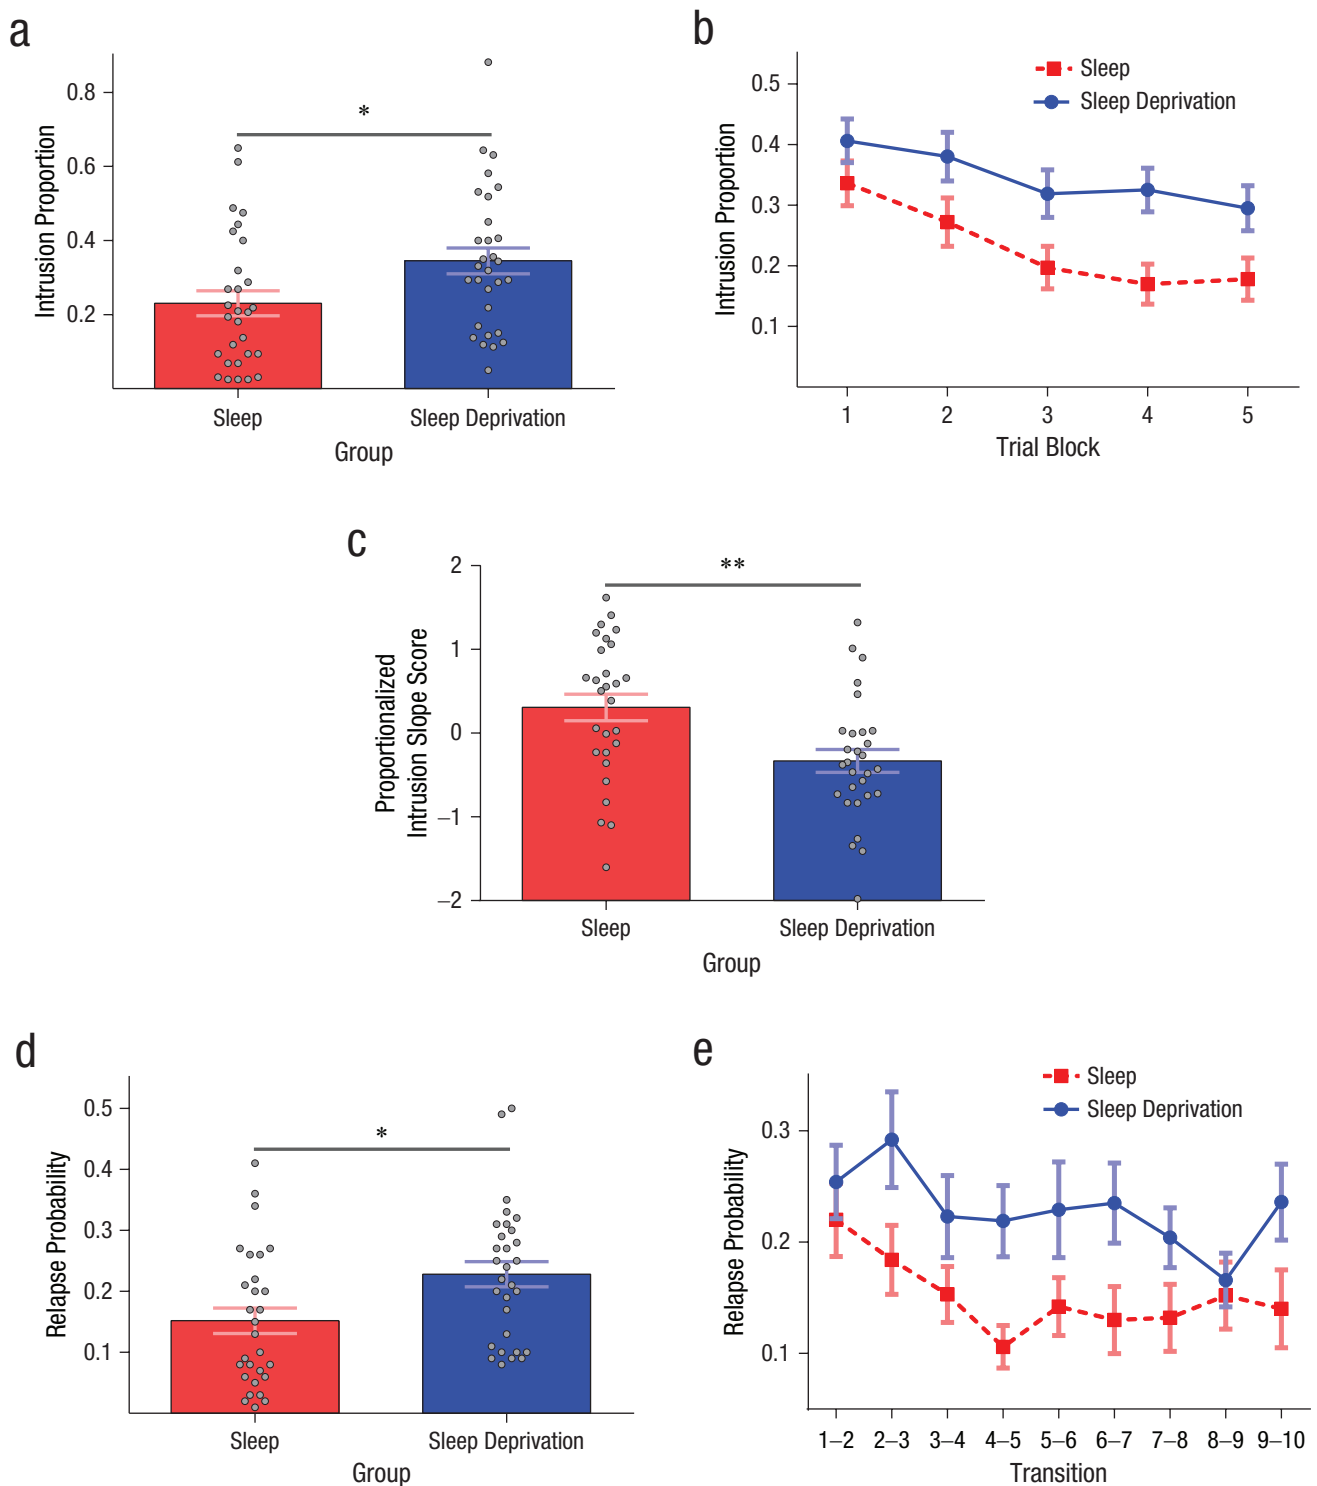 a
Intrusion Proportion
0.8
0.6
0.4
0.2
*
Sleep
Sleep Deprivation
Group
b
Intrusion Proportion
0.5
0.4
0.3
0.2
0.1
Sleep
Sleep Deprivation
1 2 3 4 5
Trial Block
c
Proportionalized
Intrusion Slope Score
2
1
0
–1
–2
**
Sleep
Sleep Deprivation
Group
d
Relapse Probability
0.5
0.4
0.3
0.2
0.1
*
Sleep
Sleep Deprivation
Group
e
Relapse Probability
0.3
0.2
0.1
Sleep
Sleep Deprivation
1–2 2–3 3–4 4–5 5–6 6–7 7–8 8–9 9–10
Transition